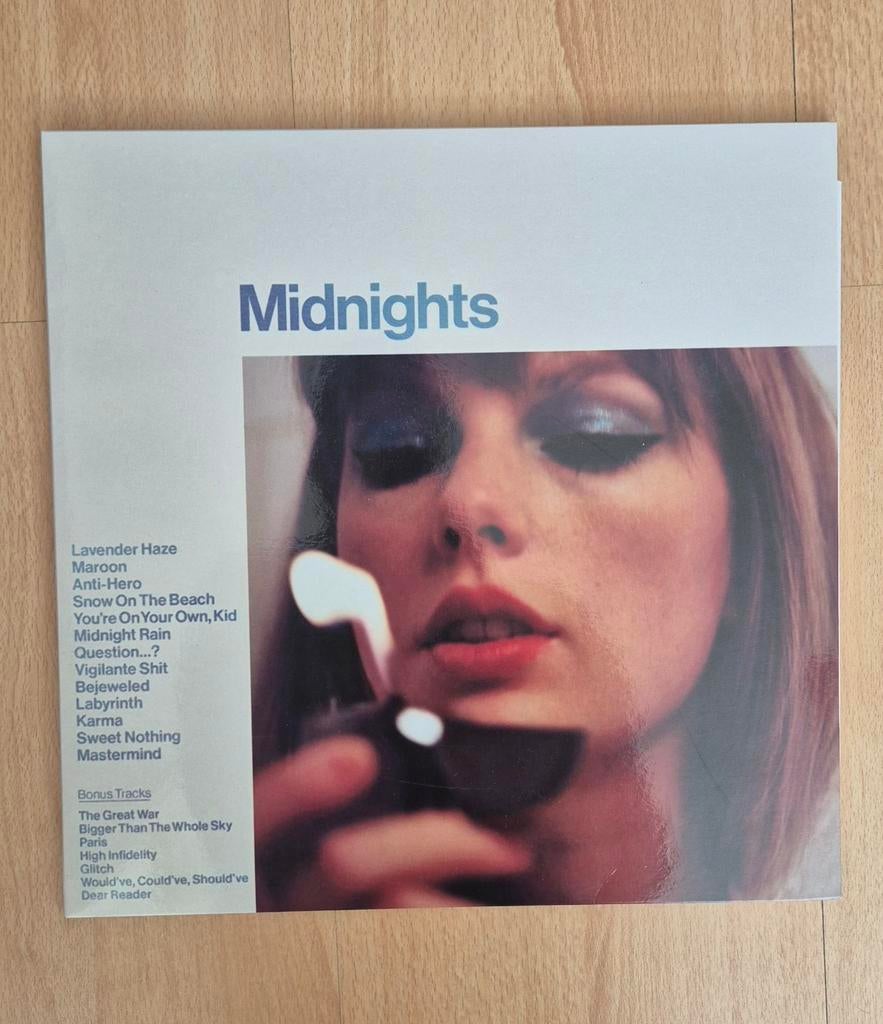 Midnights
Lavender Haze
Maroon
Anti-Hero
Snow On The Beach
You're On Your Own, Kid
Midnight Rain
Question...?
Vigilante Shit
Bejeweled
Labyrinth
Karma
Sweet Nothing
Mastermind
Bonus Tracks
The Great War
Bigger Than The Whole Sky
Paris
High Infidelity
Glitch
Would've, Could've, Should've
Dear Reader